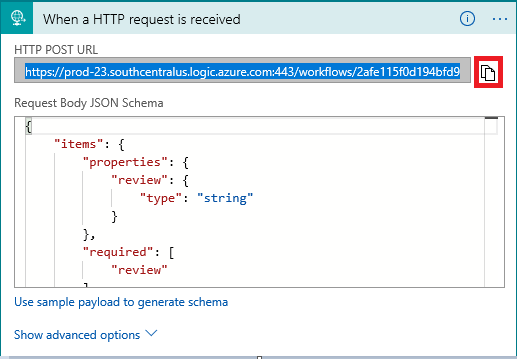 When a HTTP request is received
HTTP POST URL
https://prod-23.southcentralus.logic.azure.com:443/workflows/2afe115f0d194bfd9
Request Body JSON Schema
{
"items": {
"properties": {
"review": {
"type": "string"
}
},
"required": [
"review"
Use sample payload to generate schema
Show advanced options